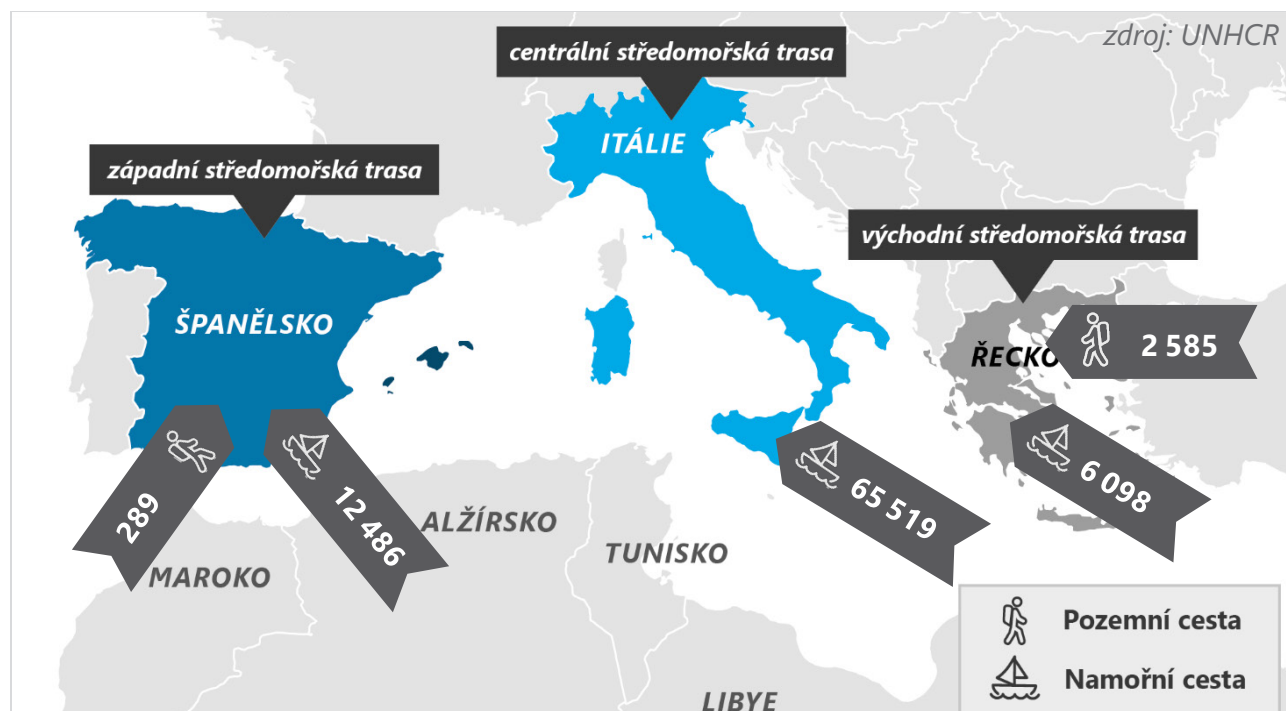 zdroj: UNHCR
centrální středomořská trasa
ITÁLIE
západní středomořská trasa
východní středomořská trasa
ŠPANĚLSKO
ŘECKO
2 585
289
12 486
65 519
6 098
ALŽÍRSKO
TUNISKO
MAROKO
LIBYE
Pozemní cesta
Namořní cesta